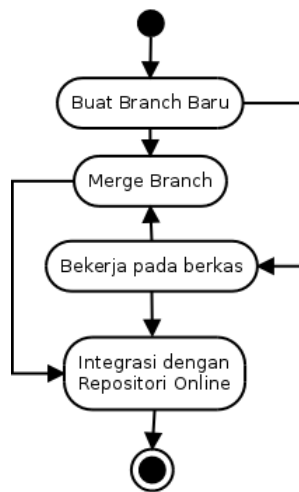 Buat Branch Baru
Merge Branch
Bekerja pada berkas
Integrasi dengan
Repositori Online